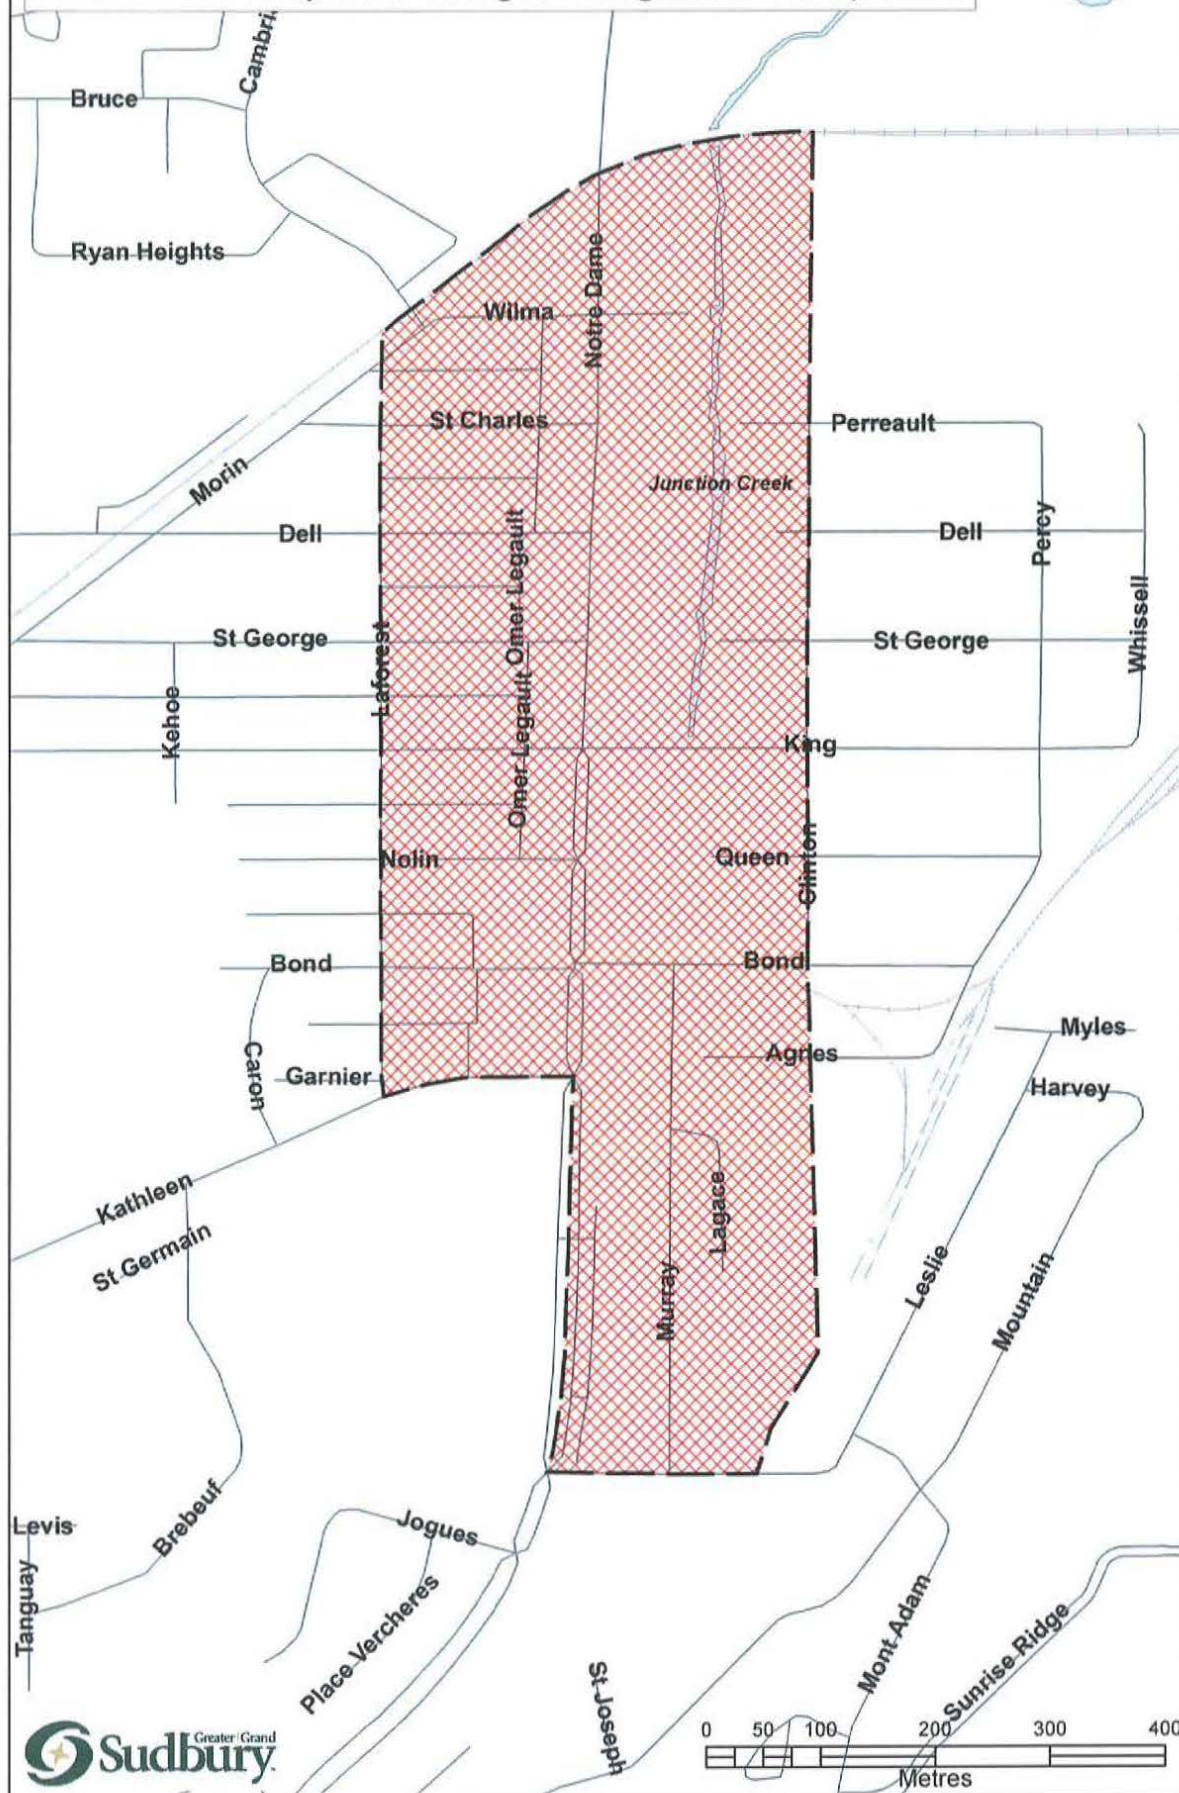 Cambri
Bruce
Ryan Heights
Wilma
Notre Dame
St Charles
Perreault
Morin
Junction Creek
Dell
Omer Legault
Dell
Percy
Whissell
St George
St George
Laforest
Kehoe
Omer Legault
King
Nolin
Queen
Clinton
Bond
Bond
Caron
Garnier
Agnes
Myles
Harvey
Kathleen
St Germain
Lagace
Murray
Leslie
Mountain
Levis
Tanguay
Brebeuf
Jogues
Place Vercheres
St Joseph
Mont Adam
Sunrise Ridge
Greater | Grand
Sudbury
0 50 100 200 300 400
Metres